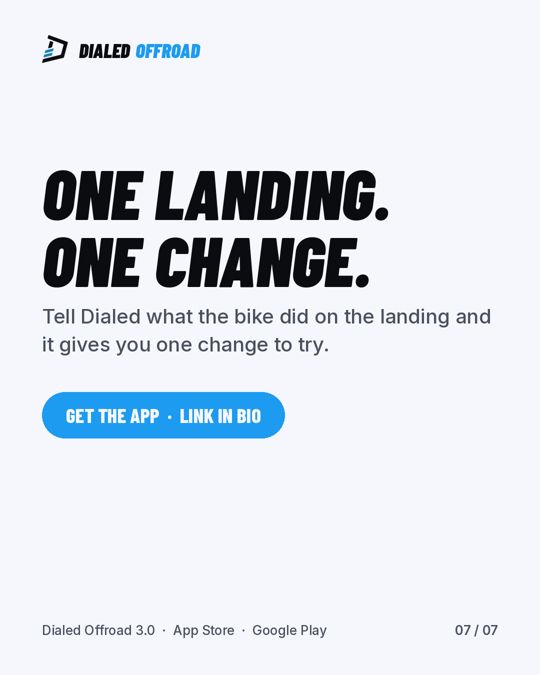 DIALED OFFROAD
ONE LANDING.
ONE CHANGE.
Tell Dialed what the bike did on the landing and
it gives you one change to try.
GET THE APP · LINK IN BIO
Dialed Offroad 3.0 · App Store · Google Play 07 / 07